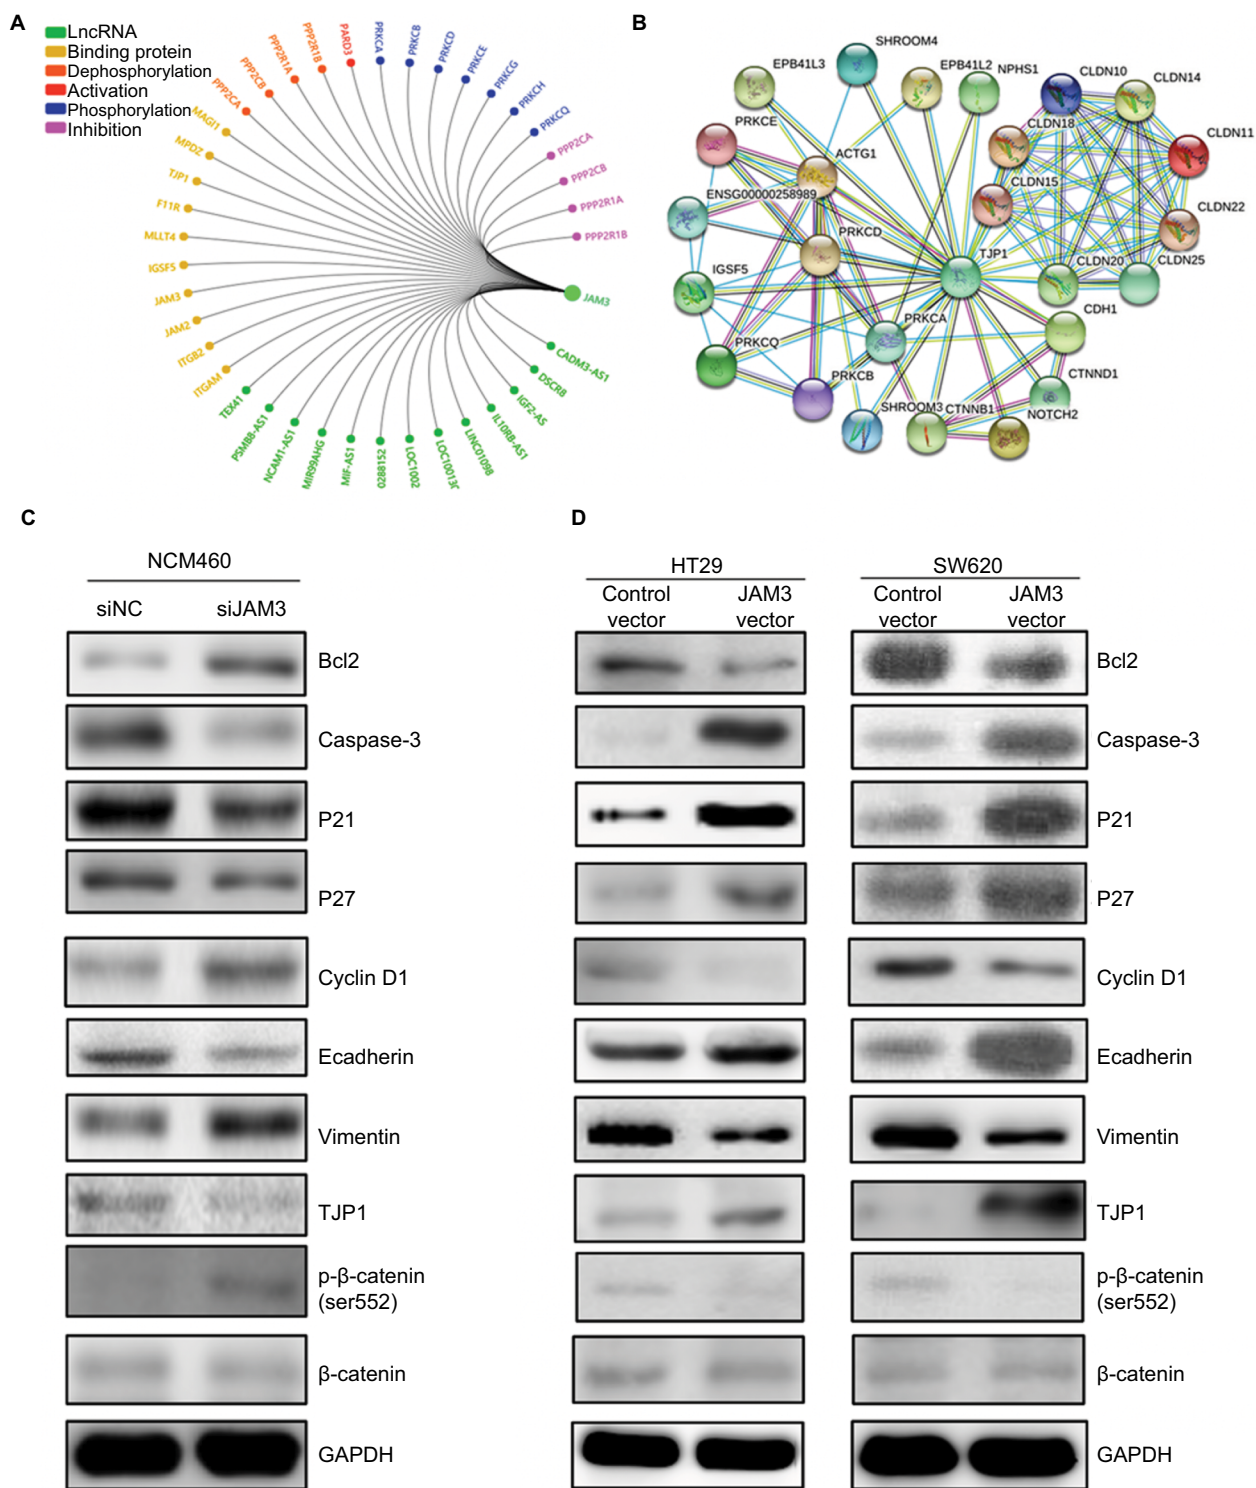 A
LncRNA
Binding protein
Dephosphorylation
Activation
Phosphorylation
Inhibition
PPP2CA
PPP2CB
PPP2R1A
PPP2R1B
PARD3
PRKCA
PRKCB
PRKCD
PRKCE
PRKCG
PRKCH
PRKCQ
PPP2CA
PPP2CB
PPP2R1A
PPP2R1B
JAM3
MAGI1
MPDZ
TJP1
F11R
MLLT4
IGSF5
JAM3
JAM2
ITGB2
ITGAM
TEX41
PSMB8-AS1
NCAM1-AS1
MIR99AHG
MIF-AS1
0288152
LOC1002
LOC10013(
LINC01098
IL10RB-AS1
IGF2-AS
DSCR8
CADM3-AS1
B
SHROOM4
EPB41L3
EPB41L2
NPHS1
CLDN10
CLDN14
PRKCE
CLDN18
CLDN11
ACTG1
CLDN15
ENSG00000258989
CLDN22
PRKCD
TJP1
CLDN20
CLDN25
IGSF5
CDH1
PRKCA
PRKCQ
CTNND1
PRKCB
SHROOM3
CTNNB1
NOTCH2
C
NCM460
siNC siJAM3
Bcl2
Caspase-3
P21
P27
Cyclin D1
Ecadherin
Vimentin
TJP1
p-β-catenin
(ser552)
β-catenin
GAPDH
D
HT29 SW620
Control JAM3 Control JAM3
vector vector vector vector
Bcl2
Caspase-3
P21
P27
Cyclin D1
Ecadherin
Vimentin
TJP1
p-β-catenin
(ser552)
β-catenin
GAPDH